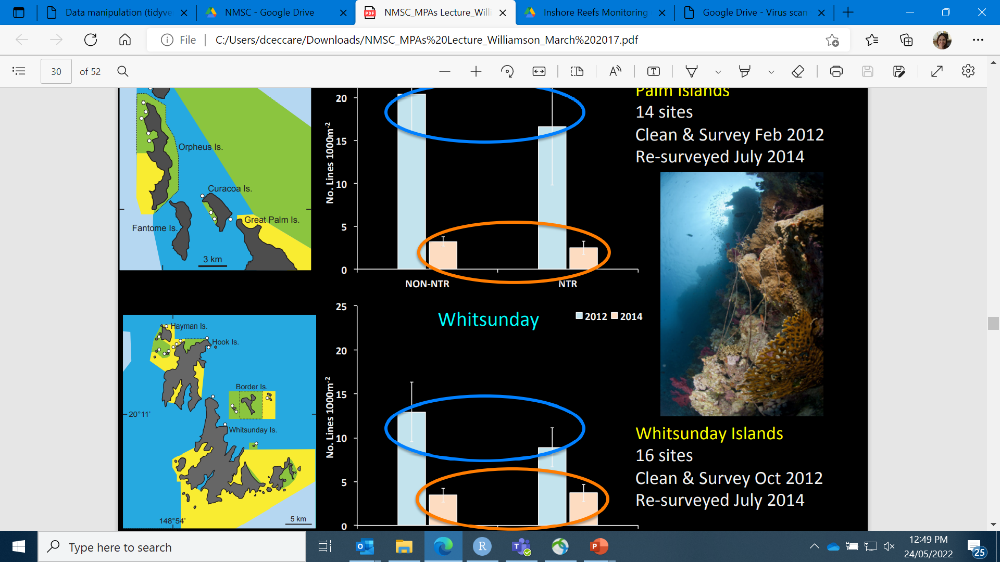 Data manipulation (tidyve
NMSC - Google Drive
NMSC_MPAs Lecture_Willi
Inshore Reefs Monitoring
Google Drive - Virus scan
File
C:/Users/dceccare/Downloads/NMSC_MPAs%20Lecture_Williamson_March%202017.pdf
30 of 52
Orpheus Is.
Curacoa Is.
Great Palm Is.
Fantome Is.
3 km
No. Lines 1000m-2
20
15
10
5
0
NON-NTR
NTR
Palm Islands
14 sites
Clean & Survey Feb 2012
Re-surveyed July 2014
Hayman Is.
Hook Is.
Border Is.
20°11'
Whitsunday Is.
148°54'
5 km
Whitsunday
2012 2014
No. Lines 1000m-2
25
20
15
10
5
0
Whitsunday Islands
16 sites
Clean & Survey Oct 2012
Re-surveyed July 2014
Type here to search
12:49 PM
24/05/2022
25